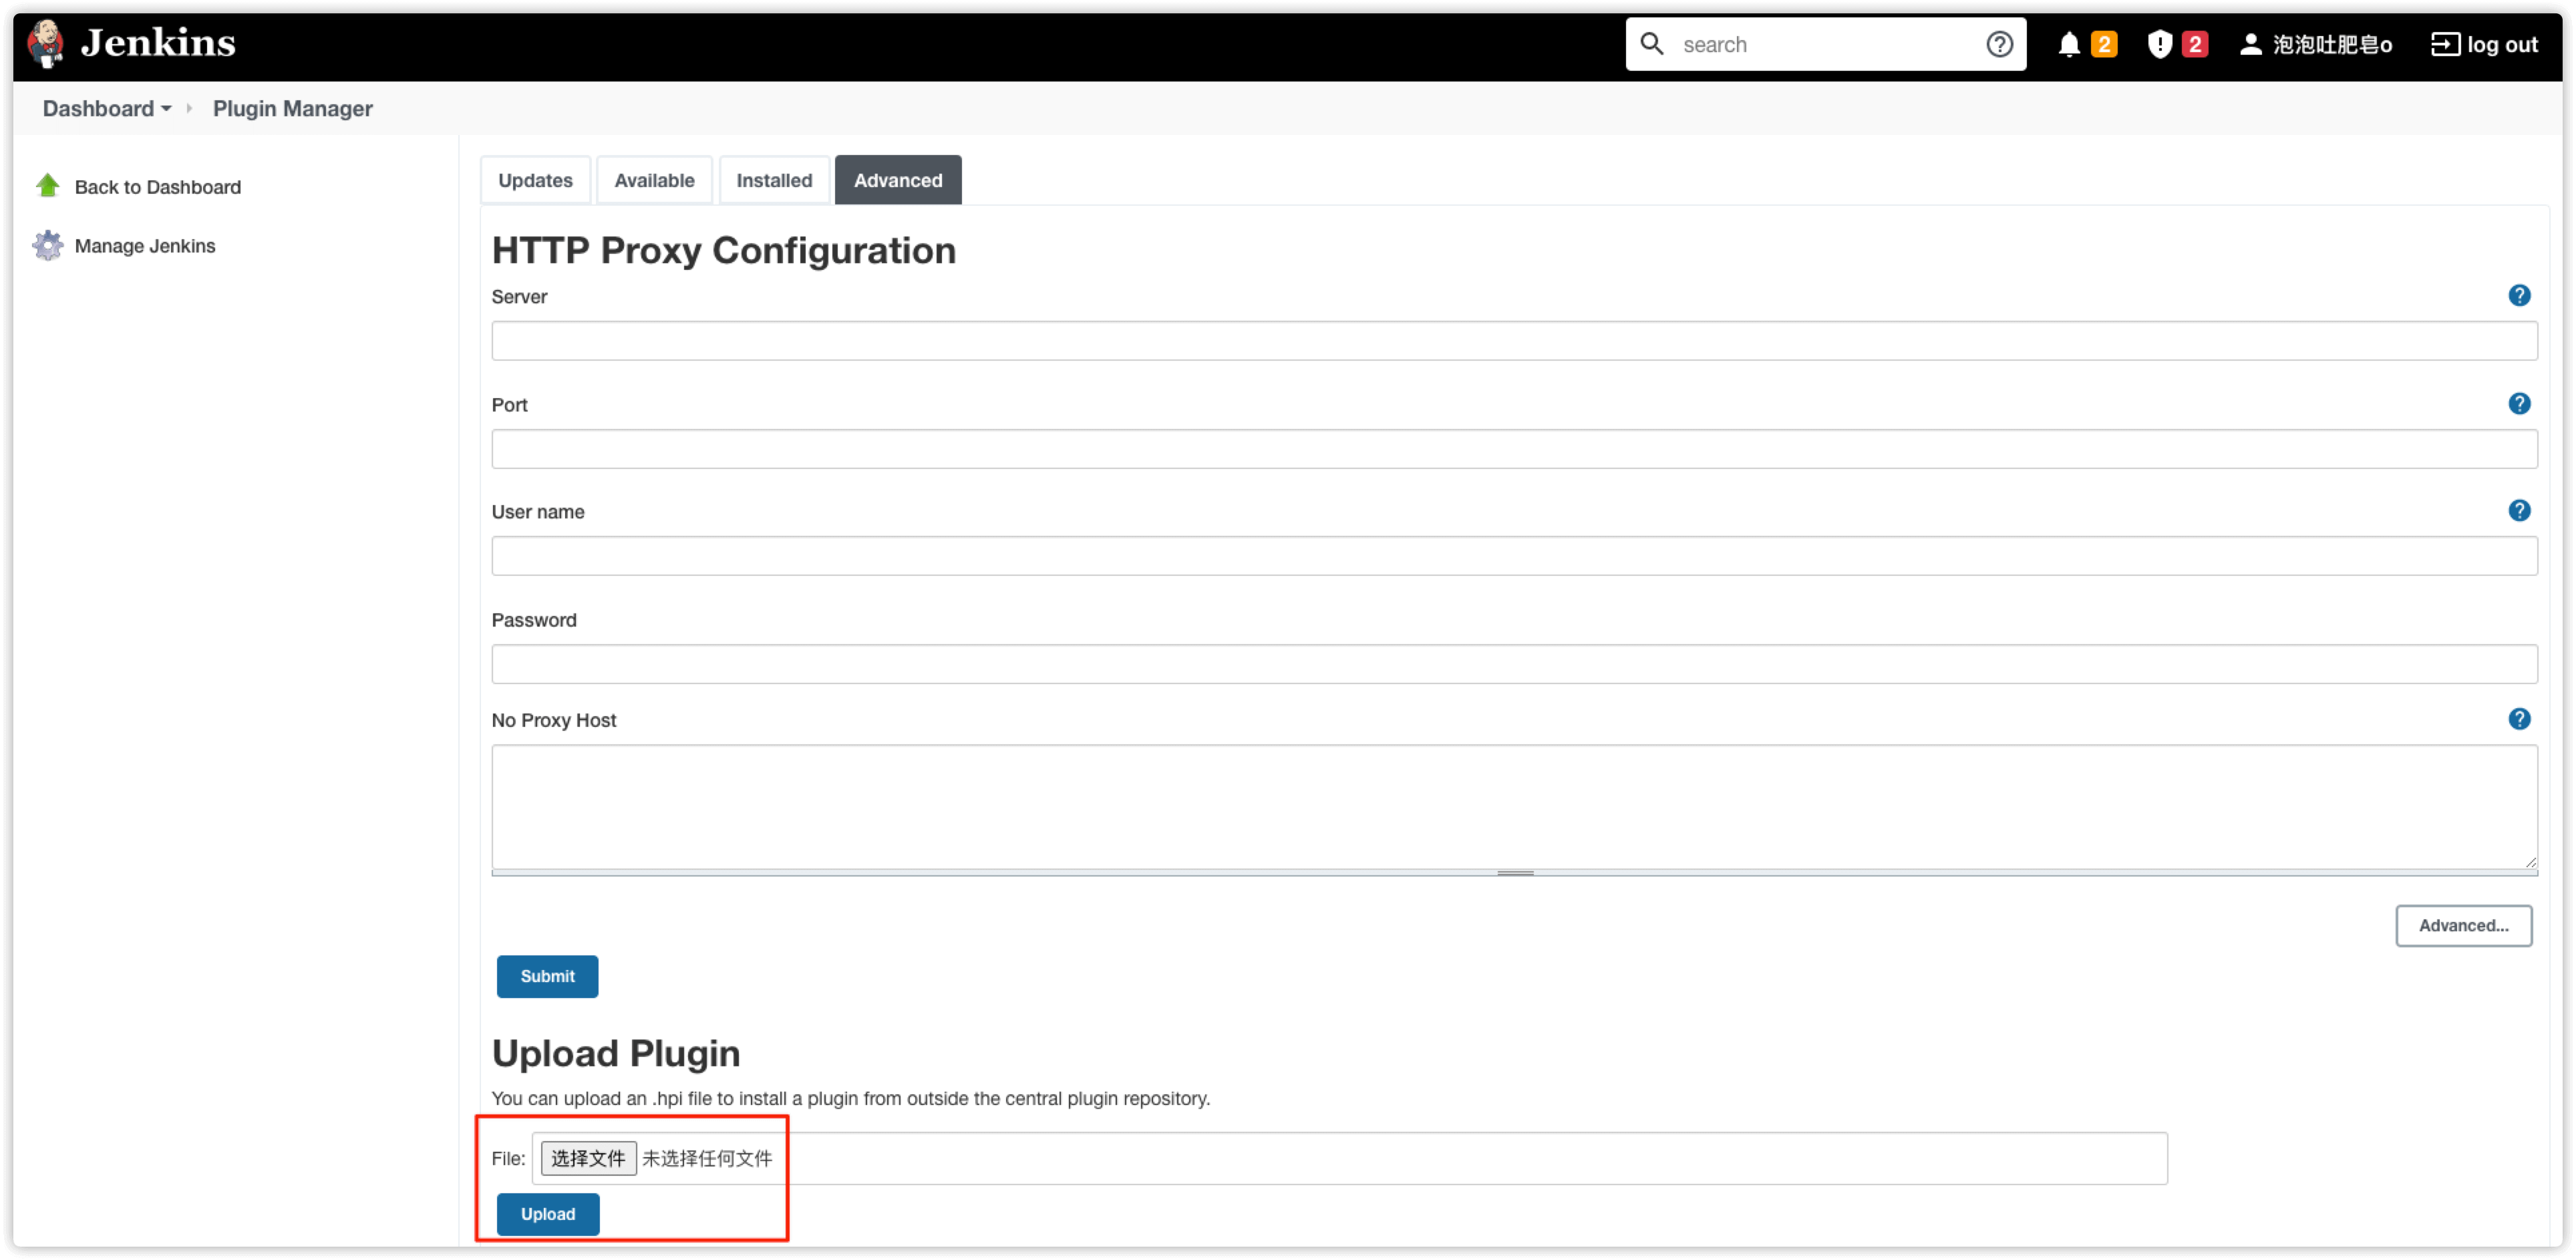 Jenkins
search
2
2
泡泡吐肥皂o
log out
Dashboard
Plugin Manager
Back to Dashboard
Manage Jenkins
Updates
Available
Installed
Advanced
HTTP Proxy Configuration
Server
Port
User name
Password
No Proxy Host
Advanced...
Submit
Upload Plugin
You can upload an .hpi file to install a plugin from outside the central plugin repository.
File: 选择文件 未选择任何文件
Upload